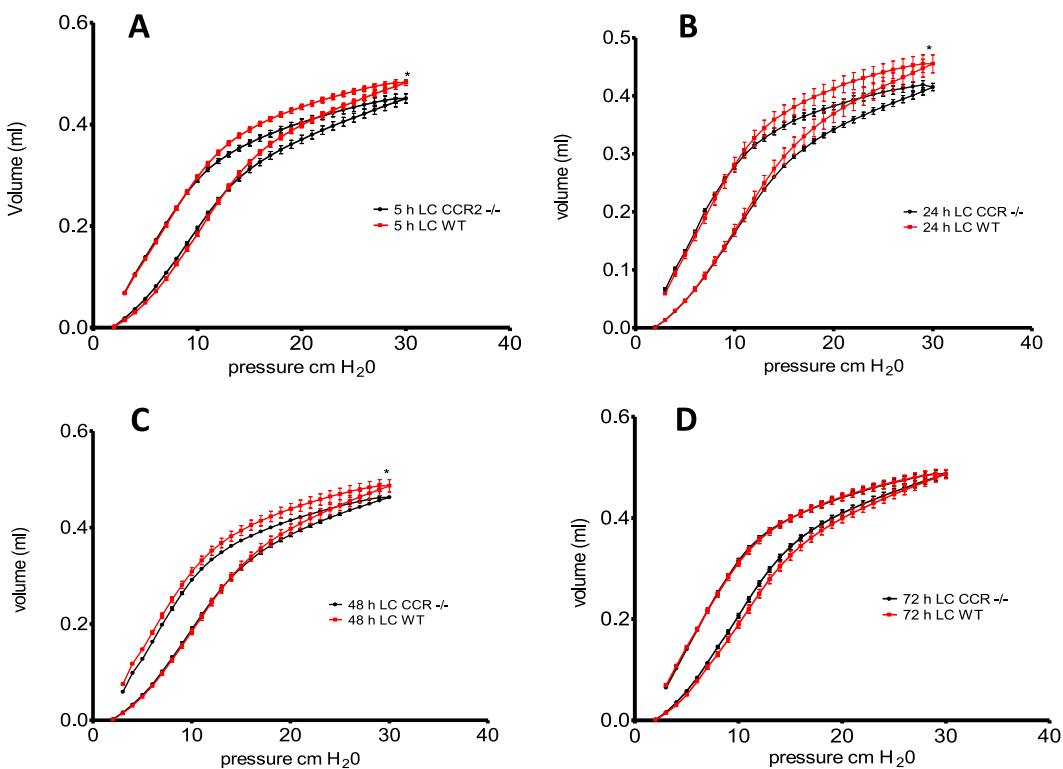 A
0.6
0.4
0.2
0.0
Volume (ml)
*
5 h LC CCR2 -/-
5 h LC WT
0 10 20 30 40
pressure cm H20
B
0.5
0.4
0.3
0.2
0.1
0.0
volume (ml)
*
24 h LC CCR -/-
24 h LC WT
0 10 20 30 40
pressure cm H20
C
0.6
0.4
0.2
0.0
volume (ml)
*
48 h LC CCR -/-
48 h LC WT
0 10 20 30 40
pressure cm H20
D
0.6
0.4
0.2
0.0
volume (ml)
72 h LC CCR -/-
72 h LC WT
0 10 20 30 40
pressure cm H20